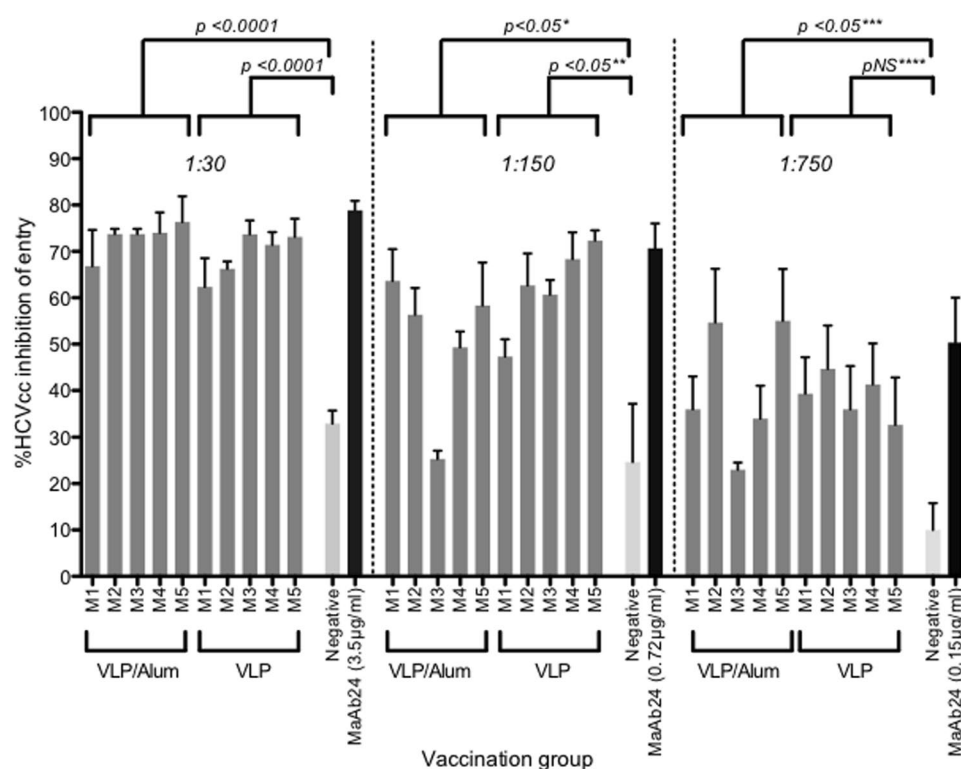 p <0.0001
p<0.05*
p <0.05***
p <0.0001
p <0.05**
pNS****
100
90
80
70
60
50
40
30
20
10
0
%HCVcc inhibition of entry
1:30
1:150
1:750
M1
M2
M3
M4
M5
M1
M2
M3
M4
M5
Negative
MaAb24 (3.5µg/ml)
M1
M2
M3
M4
M5
M1
M2
M3
M4
M5
Negative
MaAb24 (0.72µg/ml)
M1
M2
M3
M4
M5
M1
M2
M3
M4
M5
Negative
MaAb24 (0.15µg/ml)
VLP/Alum
VLP
VLP/Alum
VLP
VLP/Alum
VLP
Vaccination group